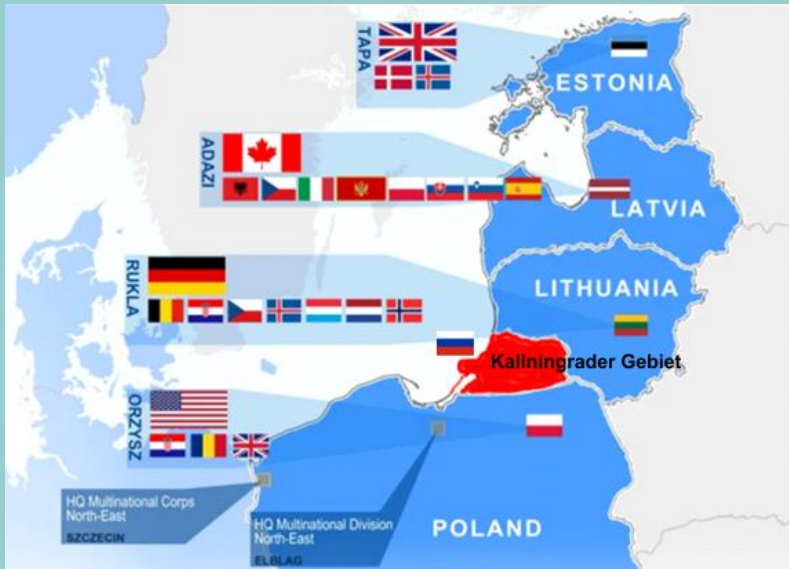 TAPA
ESTONIA
ADAZI
LATVIA
RUKLA
LITHUANIA
Kaliningrader Gebiet
ORZYSZ
HQ Multinational Corps
North-East
SZCZECIN
HQ Multinational Division
North-East
ELBLAG
POLAND